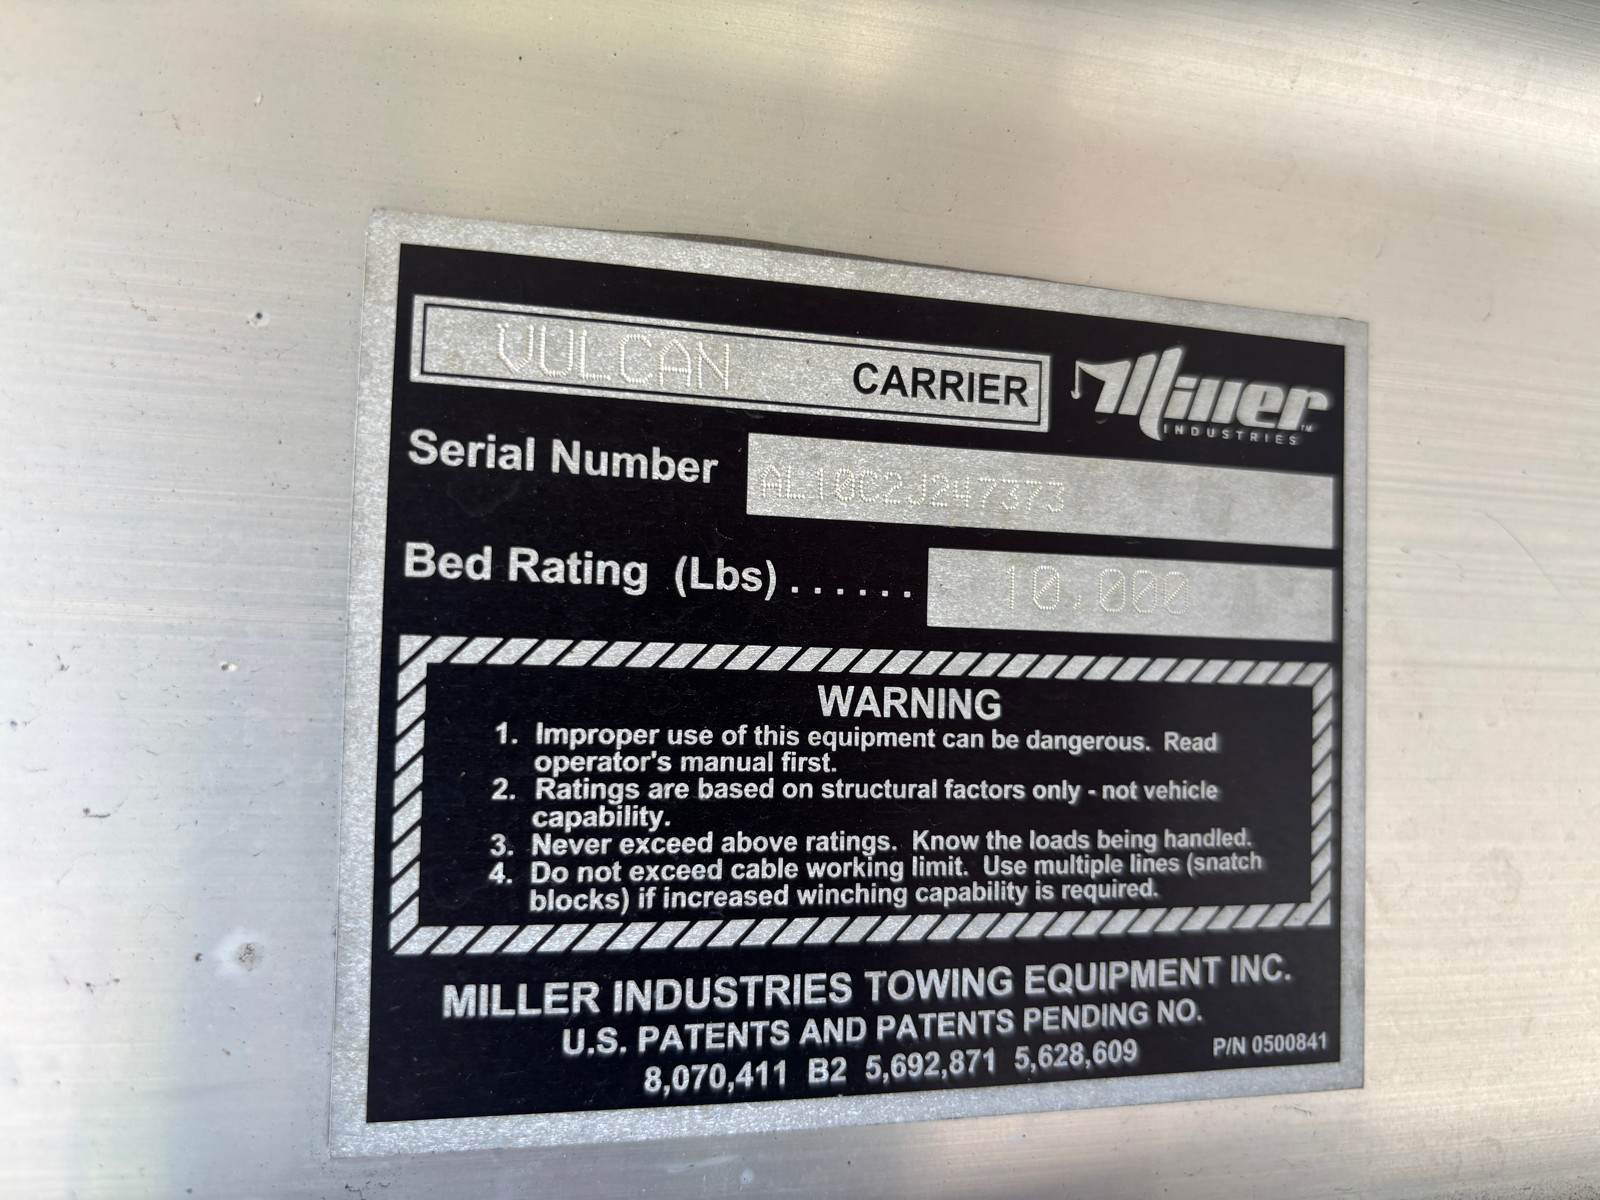 VULCAN CARRIER
Miller™
INDUSTRIES
Serial Number AL10C2J247373
Bed Rating (Lbs) ...... 10,000
WARNING
1. Improper use of this equipment can be dangerous. Read
operator's manual first.
2. Ratings are based on structural factors only - not vehicle
capability.
3. Never exceed above ratings. Know the loads being handled.
4. Do not exceed cable working limit. Use multiple lines (snatch
blocks) if increased winching capability is required.
MILLER INDUSTRIES TOWING EQUIPMENT INC.
U.S. PATENTS AND PATENTS PENDING NO.
8,070,411 B2 5,692,871 5,628,609
P/N 0500841